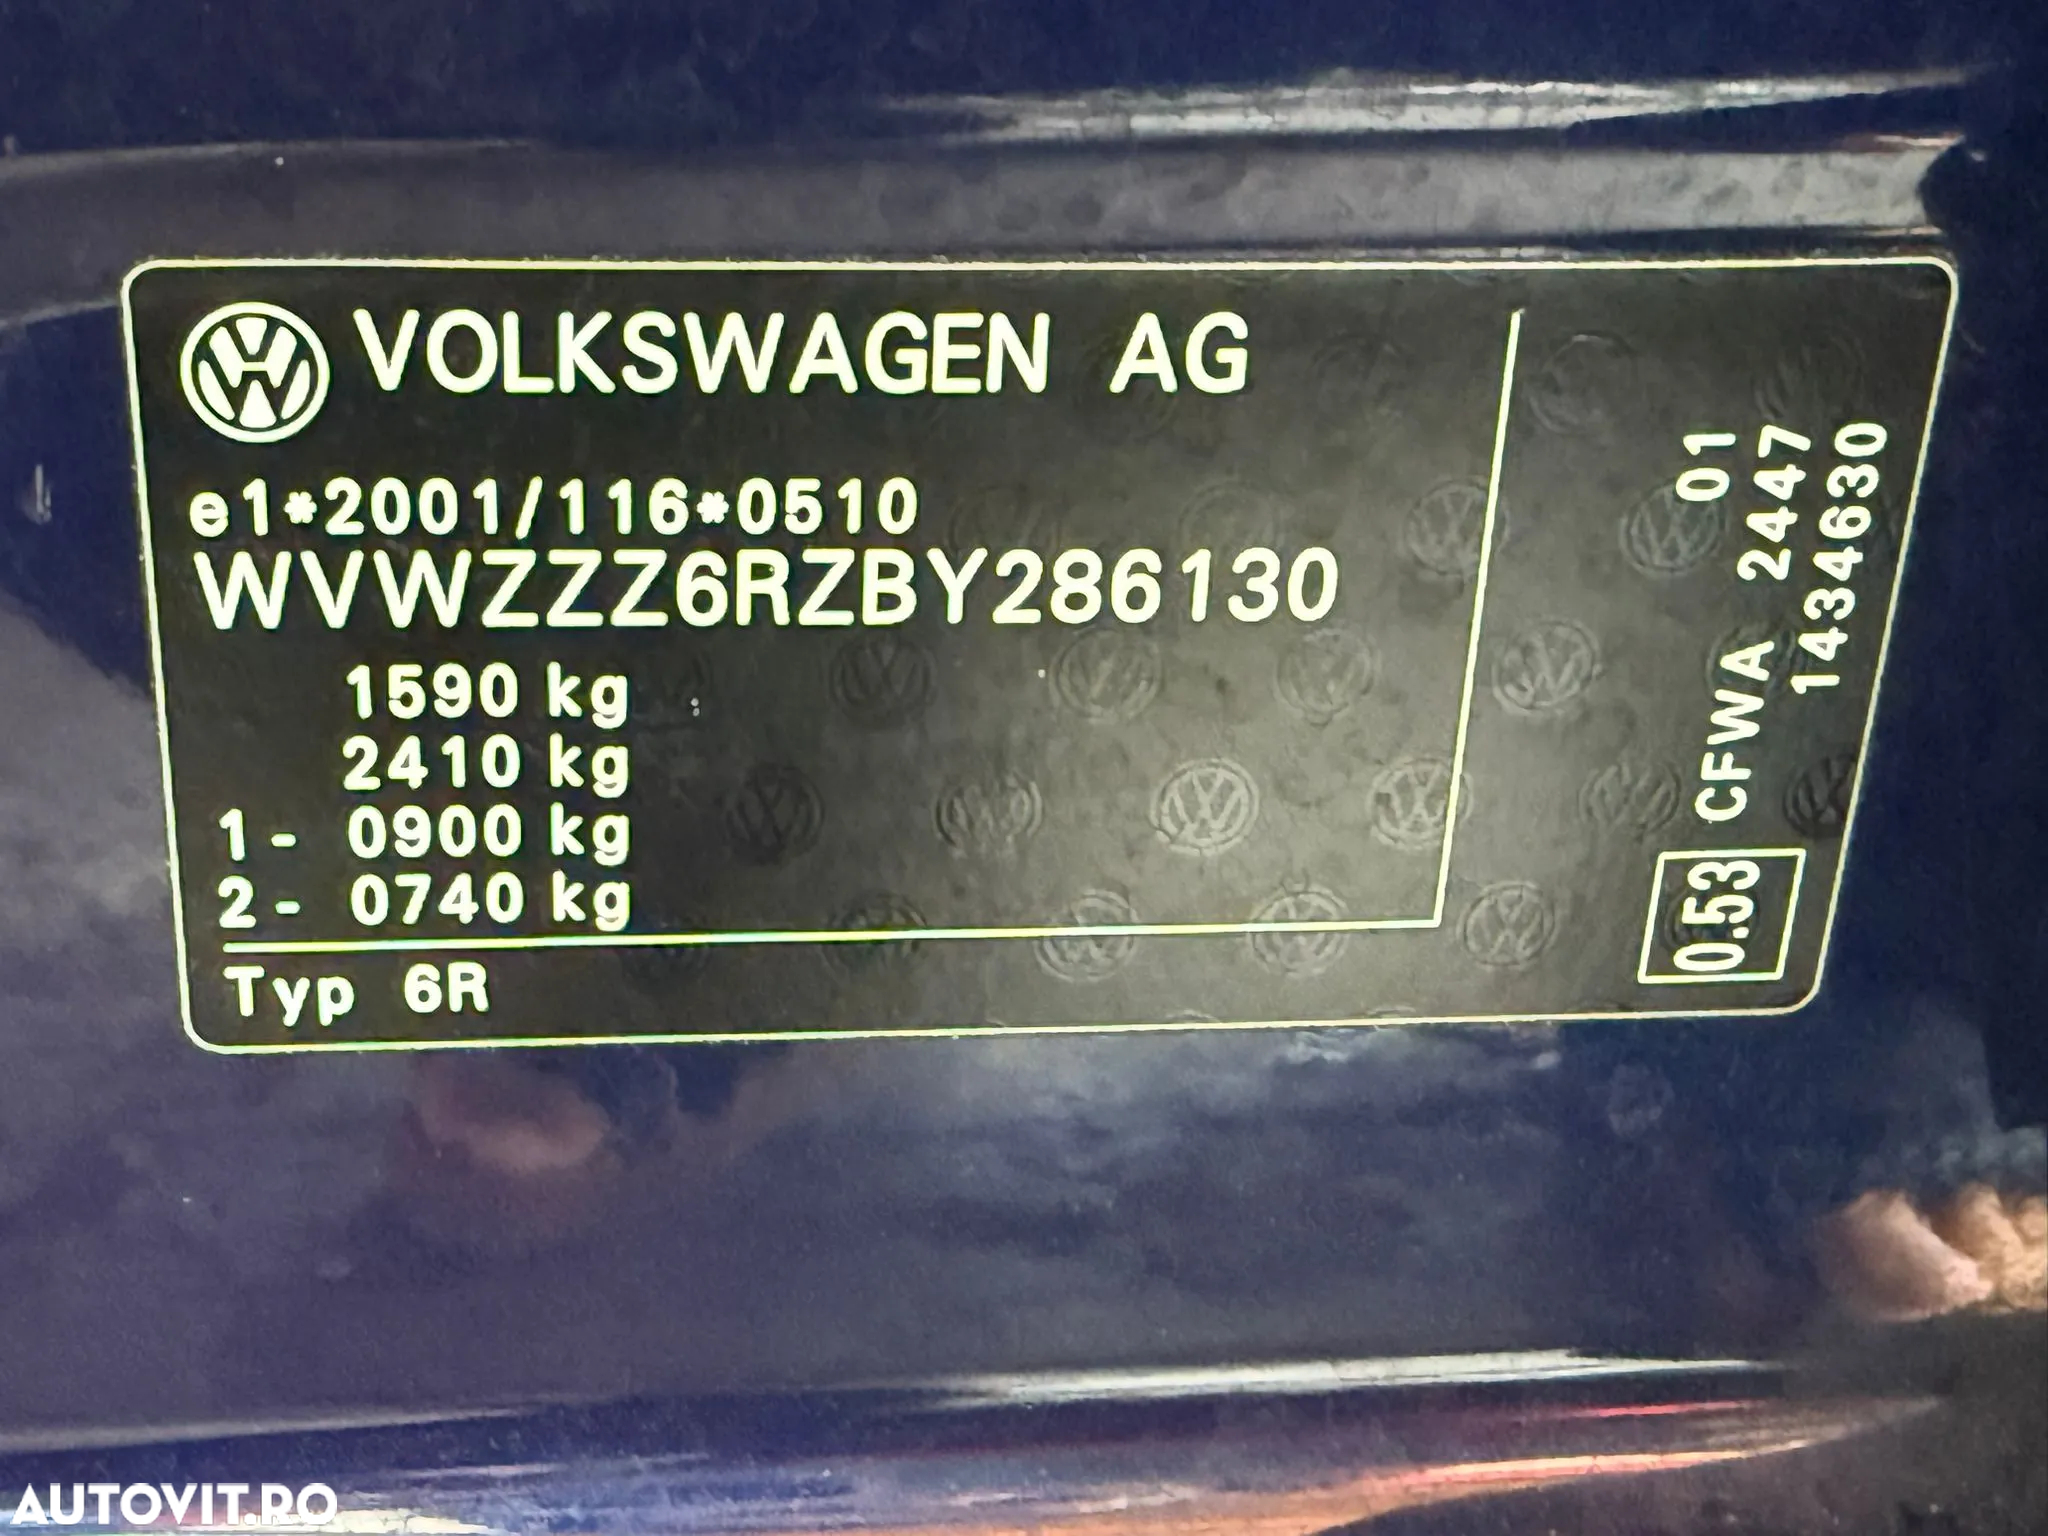 VOLKSWAGEN AG
e1*2001/116*0510
WVWZZZ6RZBY286130
1590 kg
2410 kg
1- 0900 kg
2- 0740 kg
Typ 6R
0.53 CFWA 01
2447
1434630
AUTOVIT.RO